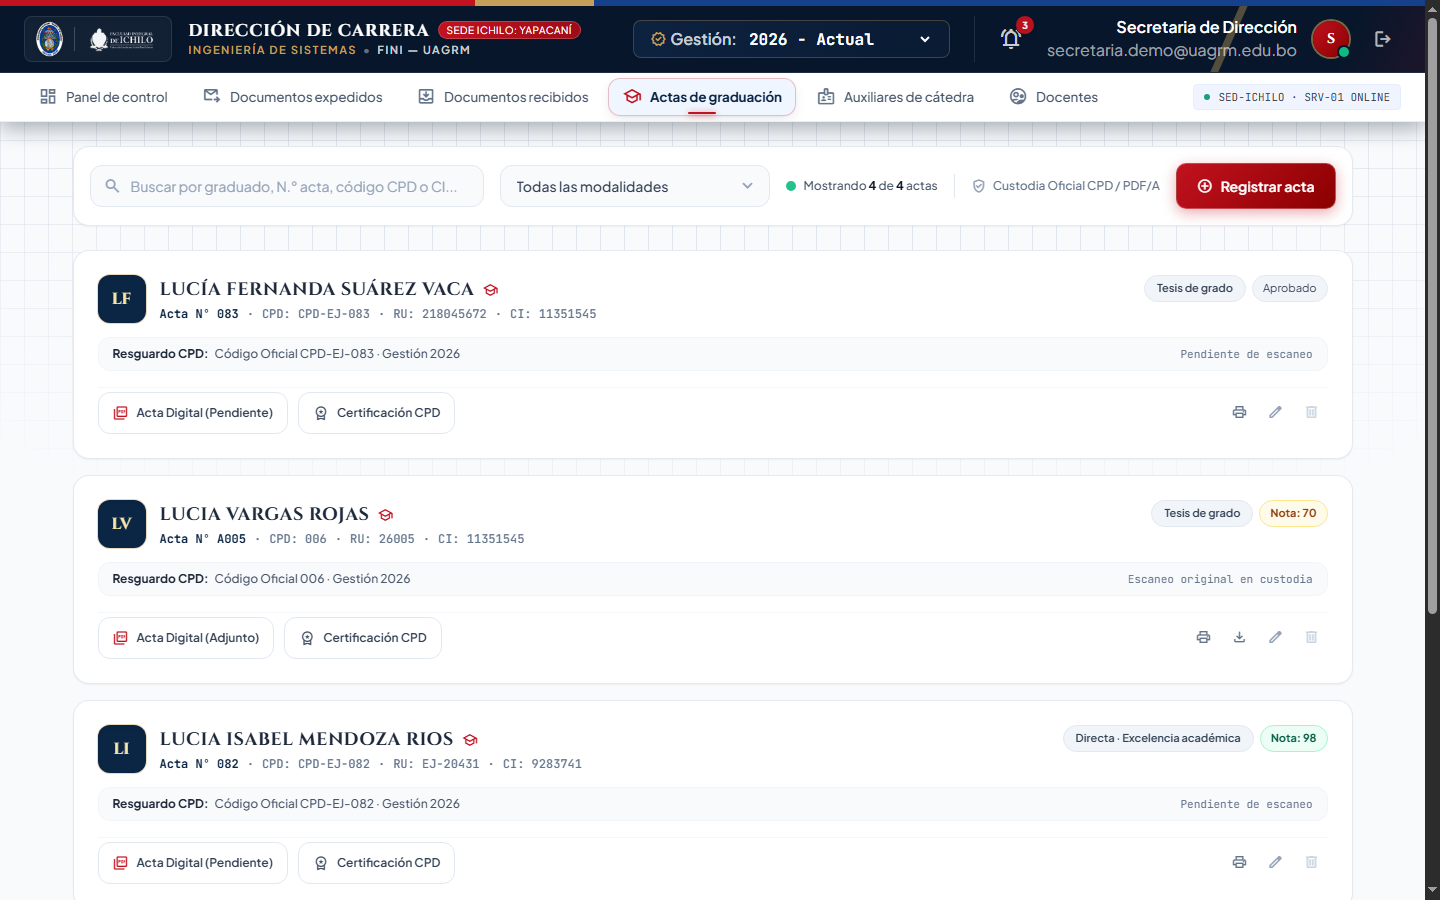 FACULTAD INTEGRAL
DE ICHILO
DIRECCIÓN DE CARRERA
SEDE ICHILO: YAPACANÍ
INGENIERÍA DE SISTEMAS • FINI — UAGRM
Gestión: 2026 - Actual
3
Secretaria de Dirección
secretaria.demo@uagrm.edu.bo
S
Panel de control
Documentos expedidos
Documentos recibidos
Actas de graduación
Auxiliares de cátedra
Docentes
SED-ICHILO · SRV-01 ONLINE
Buscar por graduado, N.º acta, código CPD o CI...
Todas las modalidades
Mostrando 4 de 4 actas
Custodia Oficial CPD / PDF/A
Registrar acta
LF
LUCÍA FERNANDA SUÁREZ VACA
Tesis de grado
Aprobado
Acta N° 083 · CPD: CPD-EJ-083 · RU: 218045672 · CI: 11351545
Resguardo CPD: Código Oficial CPD-EJ-083 · Gestión 2026
Pendiente de escaneo
Acta Digital (Pendiente)
Certificación CPD
LV
LUCIA VARGAS ROJAS
Tesis de grado
Nota: 70
Acta N° A005 · CPD: 006 · RU: 26005 · CI: 11351545
Resguardo CPD: Código Oficial 006 · Gestión 2026
Escaneo original en custodia
Acta Digital (Adjunto)
Certificación CPD
LI
LUCIA ISABEL MENDOZA RIOS
Directa · Excelencia académica
Nota: 98
Acta N° 082 · CPD: CPD-EJ-082 · RU: EJ-20431 · CI: 9283741
Resguardo CPD: Código Oficial CPD-EJ-082 · Gestión 2026
Pendiente de escaneo
Acta Digital (Pendiente)
Certificación CPD